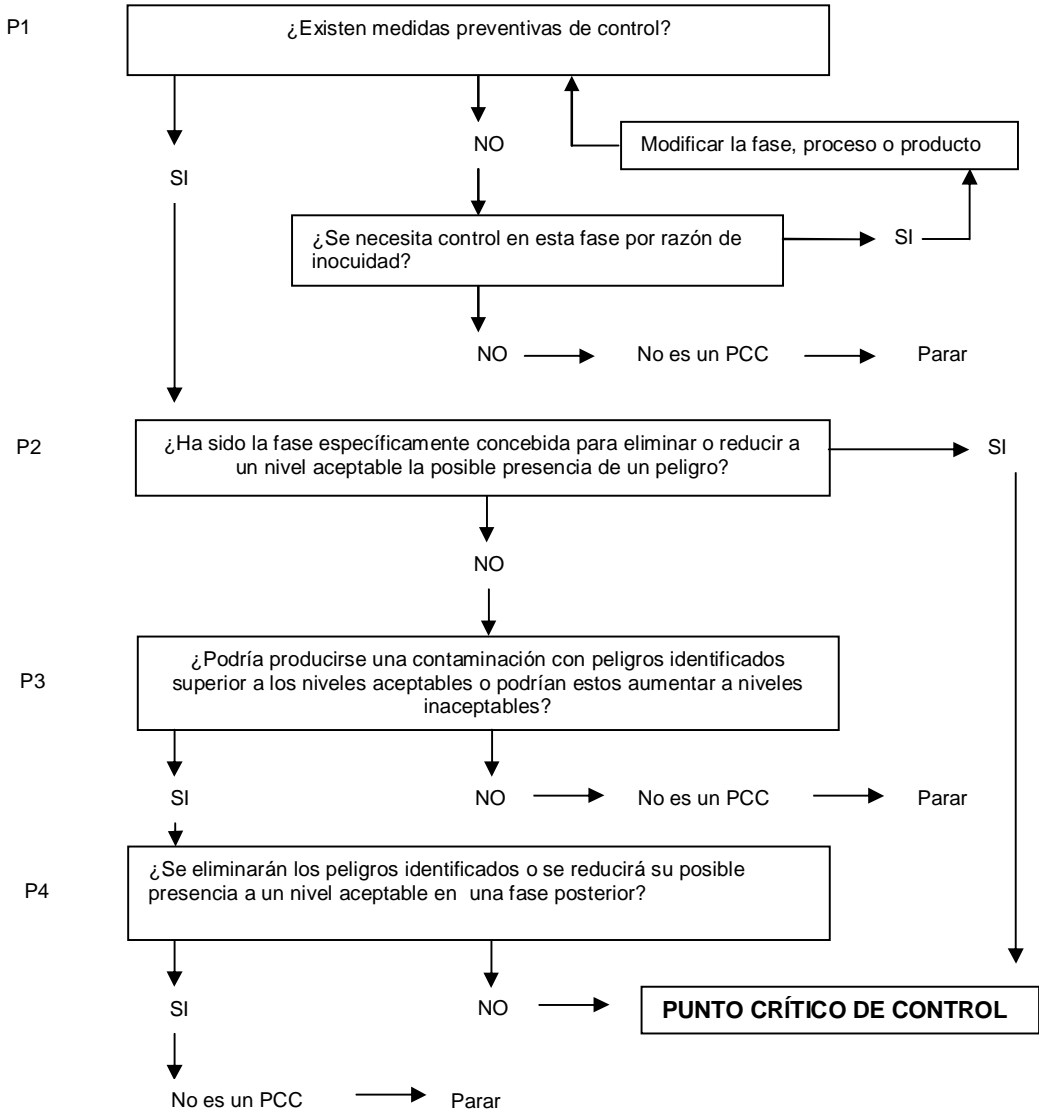 P1
¿Existen medidas preventivas de control?
NO
Modificar la fase, proceso o producto
SI
¿Se necesita control en esta fase por razón de
inocuidad?
SI
NO
No es un PCC
Parar
P2
¿Ha sido la fase específicamente concebida para eliminar o reducir a
un nivel aceptable la posible presencia de un peligro?
SI
NO
P3
¿Podría producirse una contaminación con peligros identificados
superior a los niveles aceptables o podrían estos aumentar a niveles
inaceptables?
SI
NO
No es un PCC
Parar
P4
¿Se eliminarán los peligros identificados o se reducirá su posible
presencia a un nivel aceptable en una fase posterior?
SI
NO
PUNTO CRÍTICO DE CONTROL
No es un PCC
Parar